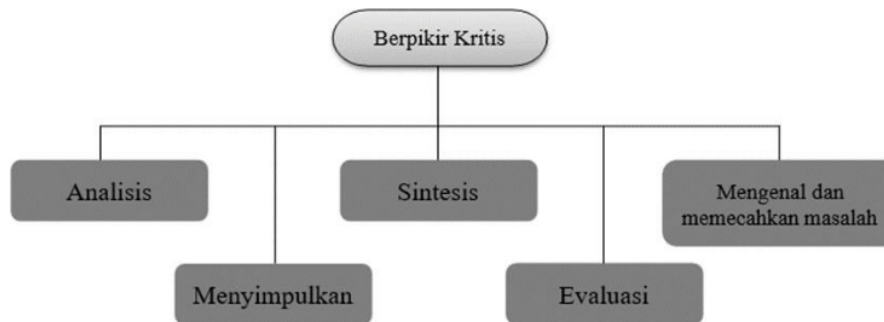 Berpikir Kritis
Analisis
Sintesis
Mengenal dan
memecahkan masalah
Menyimpulkan
Evaluasi